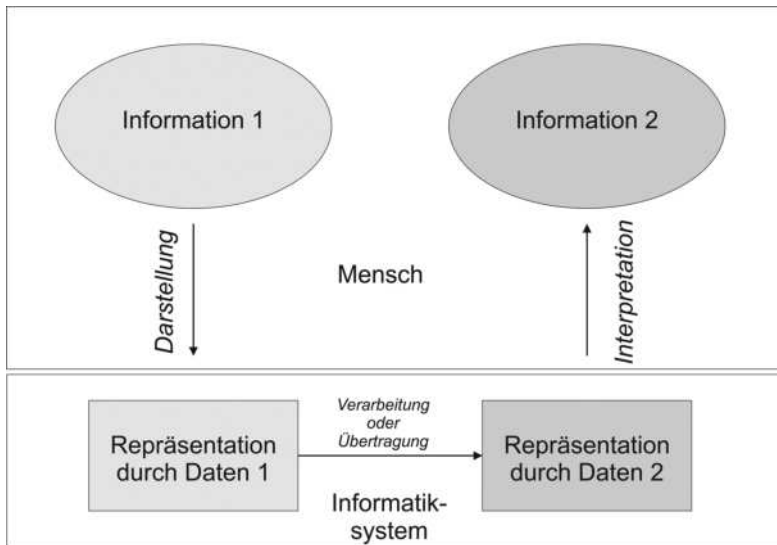 Information 1
Information 2
Darstellung
Mensch
Interpretation
Repräsentation
durch Daten 1
Verarbeitung
oder
Übertragung
Repräsentation
durch Daten 2
Informatik-
system